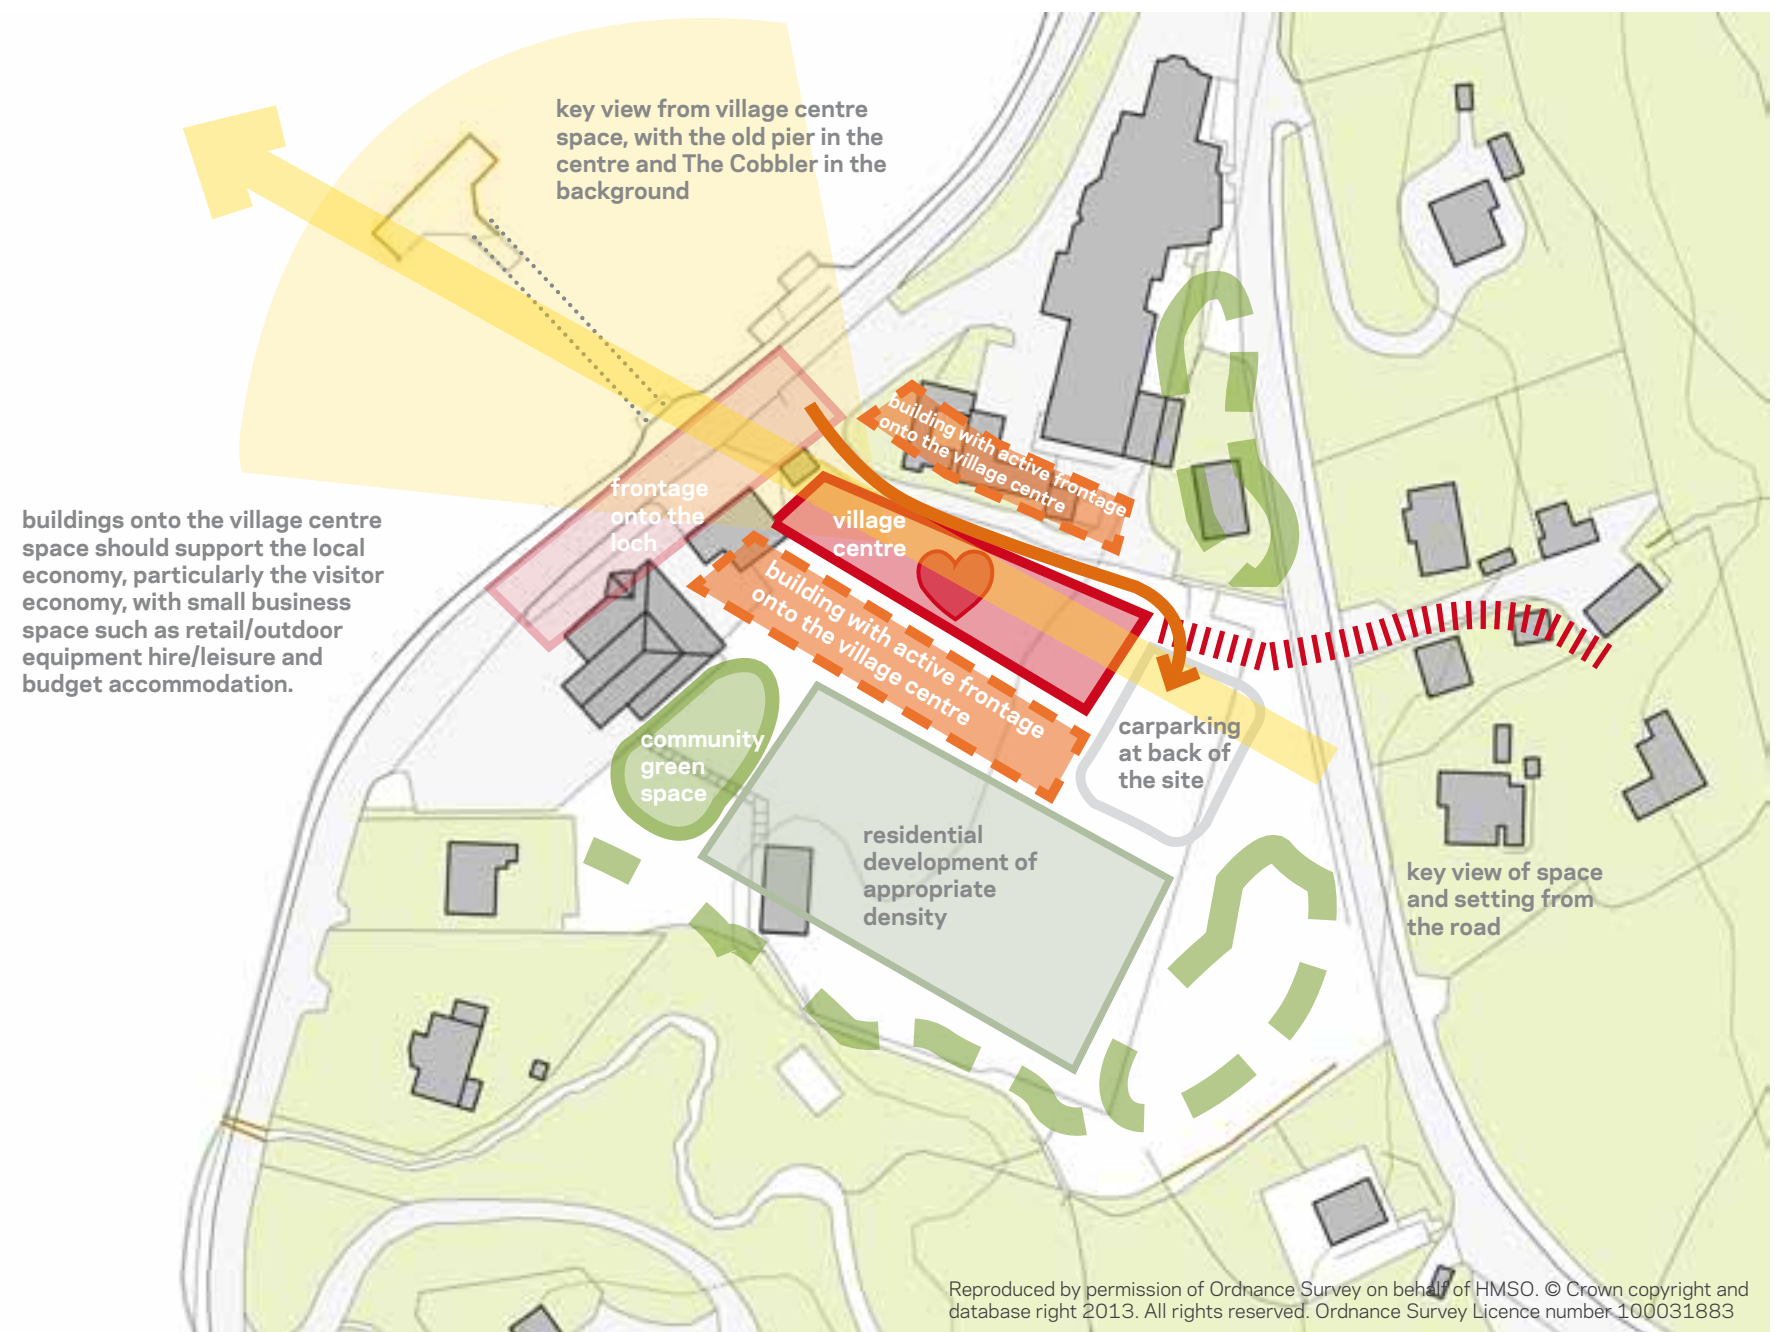 key view from village centre
space, with the old pier in the
centre and The Cobbler in the
background
building with active frontage
onto the village centre
frontage
onto the
loch
village
centre
buildings onto the village centre
space should support the local
economy, particularly the visitor
economy, with small business
space such as retail/outdoor
equipment hire/leisure and
budget accommodation.
building with active frontage
onto the village centre
community
green
space
carparking
at back of
the site
residential
development of
appropriate
density
key view of space
and setting from
the road
Reproduced by permission of Ordnance Survey on behalf of HMSO. © Crown copyright and
database right 2013. All rights reserved. Ordnance Survey Licence number 100031883